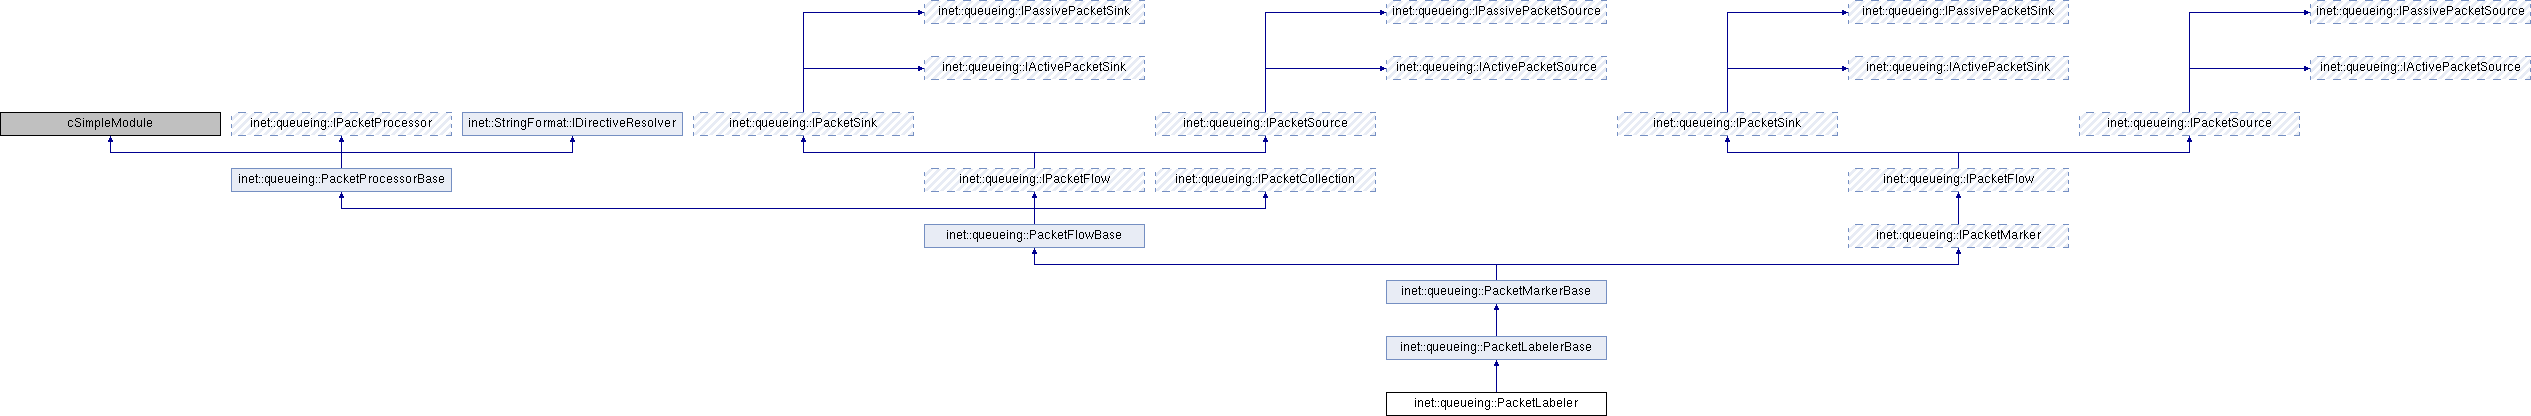 inet::queueing::IPassivePacketSink
inet::queueing::IPassivePacketSource
inet::queueing::IPassivePacketSink
inet::queueing::IPassivePacketSource
inet::queueing::IActivePacketSink
inet::queueing::IActivePacketSource
inet::queueing::IActivePacketSink
inet::queueing::IActivePacketSource
cSimpleModule
inet::queueing::IPacketProcessor
inet::StringFormat::IDirectiveResolver
inet::queueing::IPacketSink
inet::queueing::IPacketSource
inet::queueing::IPacketSink
inet::queueing::IPacketSource
inet::queueing::PacketProcessorBase
inet::queueing::IPacketFlow
inet::queueing::IPacketCollection
inet::queueing::IPacketFlow
inet::queueing::PacketFlowBase
inet::queueing::IPacketMarker
inet::queueing::PacketMarkerBase
inet::queueing::PacketLabelerBase
inet::queueing::PacketLabeler